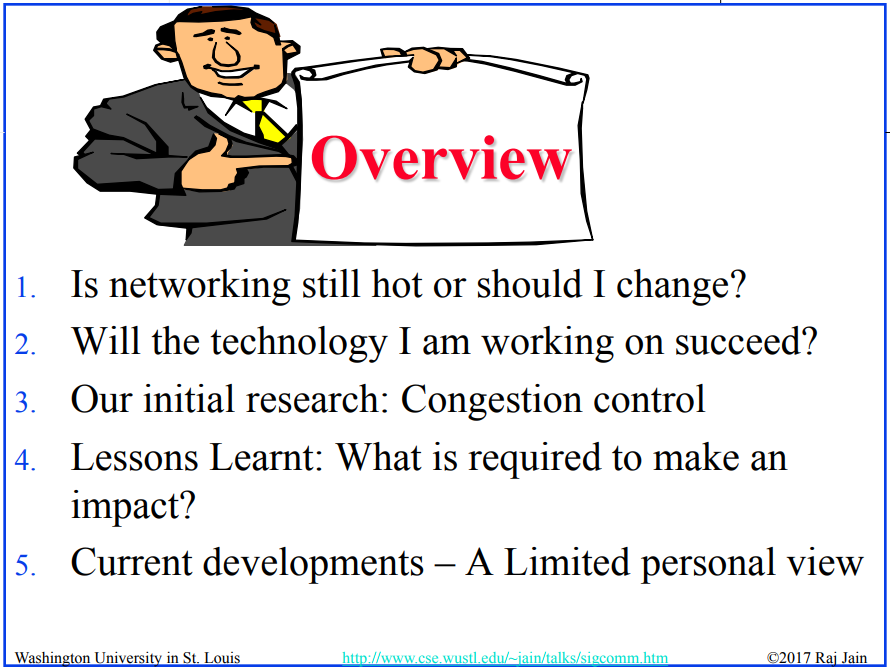 Overview
1. Is networking still hot or should I change?
2. Will the technology I am working on succeed?
3. Our initial research: Congestion control
4. Lessons Learnt: What is required to make an
impact?
5. Current developments – A Limited personal view
Washington University in St. Louis http://www.cse.wustl.edu/~jain/talks/sigcomm.htm ©2017 Raj Jain